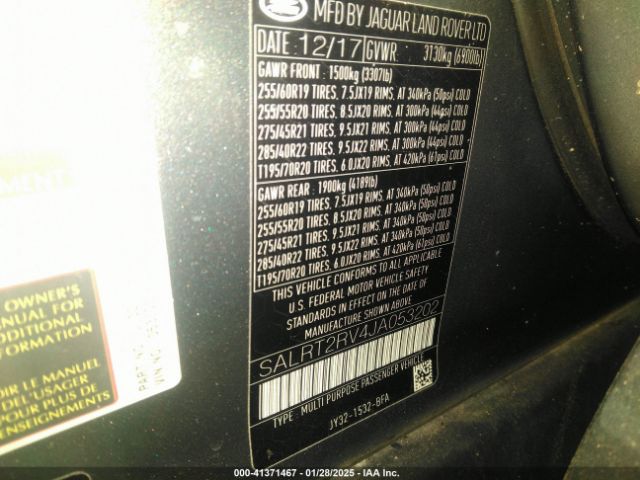 MFD BY JAGUAR LAND ROVER LTD
DATE: 12/17 GVWR: 3130kg (6900lb)
GAWR FRONT : 1500kg (3307lb)
255/60R19 TIRES, 7.5JX19 RIMS, AT 340kPa (50psi) COLD
255/55R20 TIRES, 8.5JX20 RIMS, AT 300kPa (44psi) COLD
275/45R21 TIRES, 9.5JX21 RIMS, AT 300kPa (44psi) COLD
285/40R22 TIRES, 9.5JX22 RIMS, AT 300kPa (44psi) COLD
T195/70R20 TIRES, 6.0JX20 RIMS, AT 420kPa (61psi) COLD
GAWR REAR : 1900kg (4189lb)
255/60R19 TIRES, 7.5JX19 RIMS, AT 340kPa (50psi) COLD
255/55R20 TIRES, 8.5JX20 RIMS, AT 340kPa (50psi) COLD
275/45R21 TIRES, 9.5JX21 RIMS, AT 340kPa (50psi) COLD
285/40R22 TIRES, 9.5JX22 RIMS, AT 340kPa (50psi) COLD
T195/70R20 TIRES, 6.0JX20 RIMS, AT 420kPa (61psi) COLD
THIS VEHICLE CONFORMS TO ALL APPLICABLE
U.S. FEDERAL MOTOR VEHICLE SAFETY
STANDARDS IN EFFECT ON THE DATE OF
MANUFACTURE SHOWN ABOVE.
SALRT2RV4JA053202
TYPE : MULTI PURPOSE PASSENGER VEHICLE
JY32-1532-BFA
OWNER'S
MANUAL FOR
ADDITIONAL
LE MANUEL
DE L'USAGER
POUR PLUS
000-41371467 - 01/28/2025 - IAA Inc.